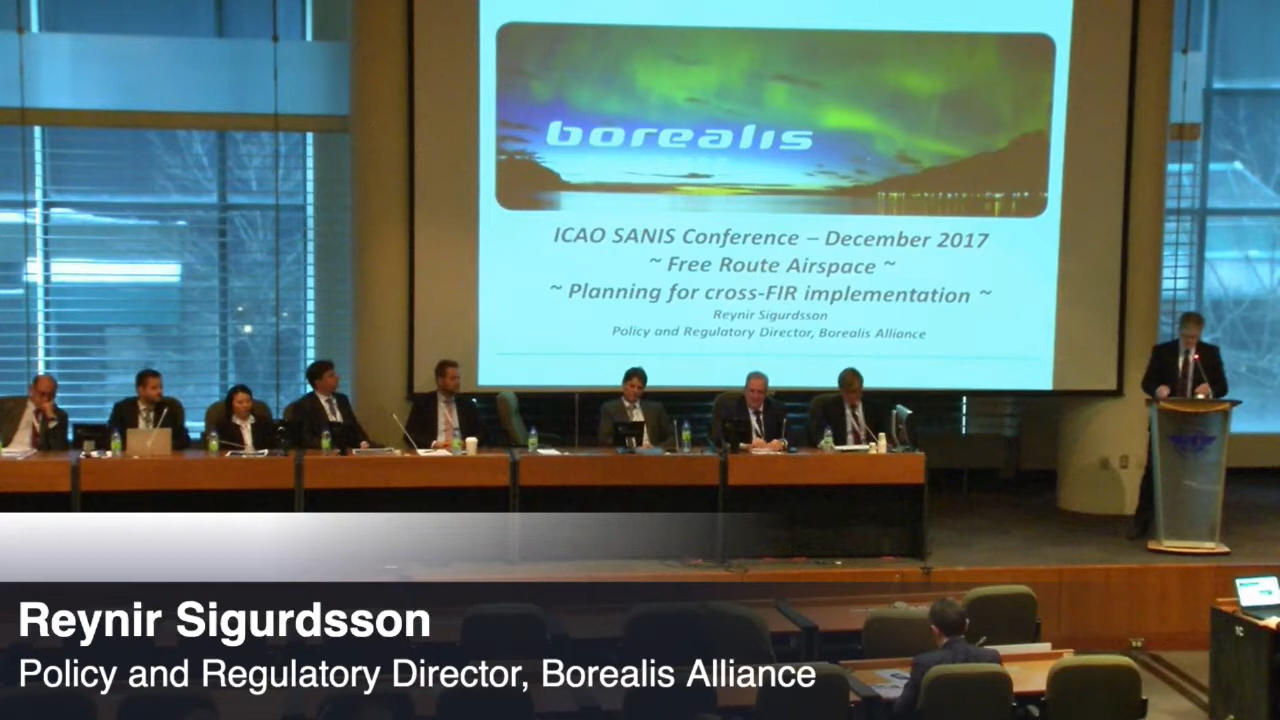 borealis
ICAO SANIS Conference – December 2017
~ Free Route Airspace ~
~ Planning for cross-FIR implementation ~
Reynir Sigurdsson
Policy and Regulatory Director, Borealis Alliance
Reynir Sigurdsson
Policy and Regulatory Director, Borealis Alliance